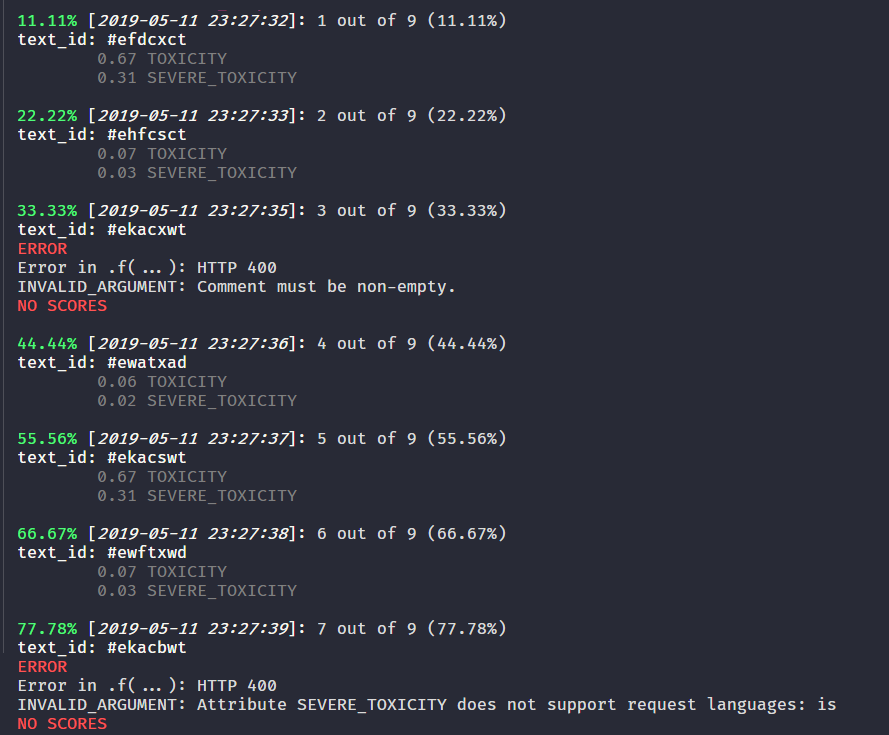 11.11% [2019-05-11 23:27:32]: 1 out of 9 (11.11%)
text_id: #efdcxct
0.67 TOXICITY
0.31 SEVERE_TOXICITY
22.22% [2019-05-11 23:27:33]: 2 out of 9 (22.22%)
text_id: #ehfcsct
0.07 TOXICITY
0.03 SEVERE_TOXICITY
33.33% [2019-05-11 23:27:35]: 3 out of 9 (33.33%)
text_id: #ekacxwt
ERROR
Error in .f(...): HTTP 400
INVALID_ARGUMENT: Comment must be non-empty.
NO SCORES
44.44% [2019-05-11 23:27:36]: 4 out of 9 (44.44%)
text_id: #ewatxad
0.06 TOXICITY
0.02 SEVERE_TOXICITY
55.56% [2019-05-11 23:27:37]: 5 out of 9 (55.56%)
text_id: #ekacswt
0.67 TOXICITY
0.31 SEVERE_TOXICITY
66.67% [2019-05-11 23:27:38]: 6 out of 9 (66.67%)
text_id: #ewftxwd
0.07 TOXICITY
0.03 SEVERE_TOXICITY
77.78% [2019-05-11 23:27:39]: 7 out of 9 (77.78%)
text_id: #ekacbwt
ERROR
Error in .f(...): HTTP 400
INVALID_ARGUMENT: Attribute SEVERE_TOXICITY does not support request languages: is
NO SCORES